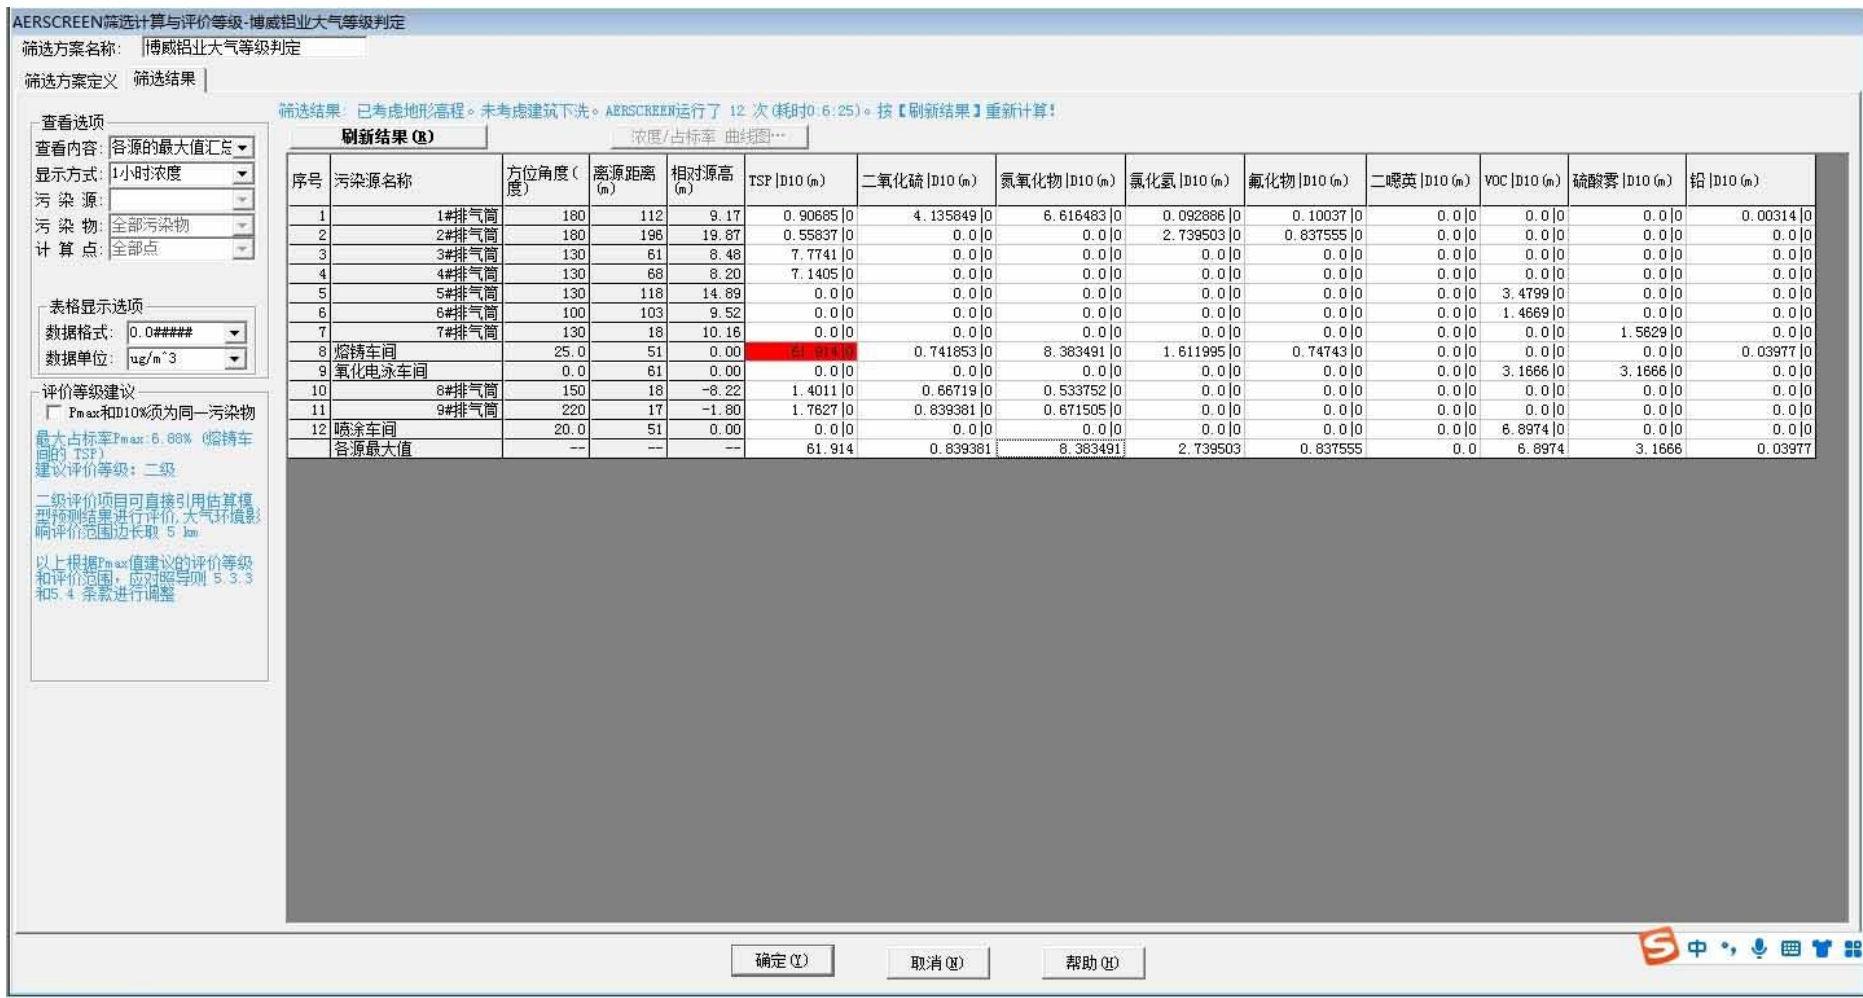 AERSCREEN筛选计算与评价等级-博威铝业大气等级判定
筛选方案名称: 博威铝业大气等级判定
筛选方案定义 筛选结果
筛选结果: 已考虑地形高程。未考虑建筑下洗。AERSCREEN运行了 12 次(耗时0:6:25)。按【刷新结果】重新计算!
刷新结果(R) 浓度/占标率 曲线图…
查看选项
查看内容: 各源的最大值汇总
显示方式: 1小时浓度
污 染 源:
污 染 物: 全部污染物
计 算 点: 全部点
表格显示选项
数据格式: 0.0#####
数据单位: ug/m^3
评价等级建议
Pmax和D10%须为同一污染物
最大占标率Pmax:6.88% (熔铸车
间的 TSP)
建议评价等级: 二级
二级评价项目可直接引用估算模
型预测结果进行评价,大气环境影
响评价范围边长取 5 km
以上根据Pmax值建议的评价等级
和评价范围,应对照导则 5.3.3
和5.4 条款进行调整
序号 污染源名称 方位角度(度) 离源距离(m) 相对源高(m) TSP|D10(m) 二氧化硫|D10(m) 氮氧化物|D10(m) 氯化氢|D10(m) 氟化物|D10(m) 二噁英|D10(m) VOC|D10(m) 硫酸雾|D10(m) 铅|D10(m)
1 1#排气筒 180 112 9.17 0.90685|0 4.135849|0 6.616483|0 0.092886|0 0.10037|0 0.0|0 0.0|0 0.0|0 0.00314|0
2 2#排气筒 180 196 19.87 0.55837|0 0.0|0 0.0|0 2.739503|0 0.837555|0 0.0|0 0.0|0 0.0|0 0.0|0
3 3#排气筒 130 61 8.48 7.7741|0 0.0|0 0.0|0 0.0|0 0.0|0 0.0|0 0.0|0 0.0|0 0.0|0
4 4#排气筒 130 68 8.20 7.1405|0 0.0|0 0.0|0 0.0|0 0.0|0 0.0|0 0.0|0 0.0|0 0.0|0
5 5#排气筒 130 118 14.89 0.0|0 0.0|0 0.0|0 0.0|0 0.0|0 0.0|0 3.4799|0 0.0|0 0.0|0
6 6#排气筒 100 103 9.52 0.0|0 0.0|0 0.0|0 0.0|0 0.0|0 0.0|0 1.4669|0 0.0|0 0.0|0
7 7#排气筒 130 18 10.16 0.0|0 0.0|0 0.0|0 0.0|0 0.0|0 0.0|0 0.0|0 1.5629|0 0.0|0
8 熔铸车间 25.0 51 0.00 61.914|0 0.741853|0 8.383491|0 1.611995|0 0.74743|0 0.0|0 0.0|0 0.0|0 0.03977|0
9 氧化电泳车间 0.0 61 0.00 0.0|0 0.0|0 0.0|0 0.0|0 0.0|0 0.0|0 3.1666|0 3.1666|0 0.0|0
10 8#排气筒 150 18 -8.22 1.4011|0 0.66719|0 0.533752|0 0.0|0 0.0|0 0.0|0 0.0|0 0.0|0 0.0|0
11 9#排气筒 220 17 -1.80 1.7627|0 0.839381|0 0.671505|0 0.0|0 0.0|0 0.0|0 0.0|0 0.0|0 0.0|0
12 喷涂车间 20.0 51 0.00 0.0|0 0.0|0 0.0|0 0.0|0 0.0|0 0.0|0 6.8974|0 0.0|0 0.0|0
各源最大值 -- -- -- 61.914 0.839381 8.383491 2.739503 0.837555 0.0 6.8974 3.1666 0.03977
确定(Y) 取消(N) 帮助(H)
中